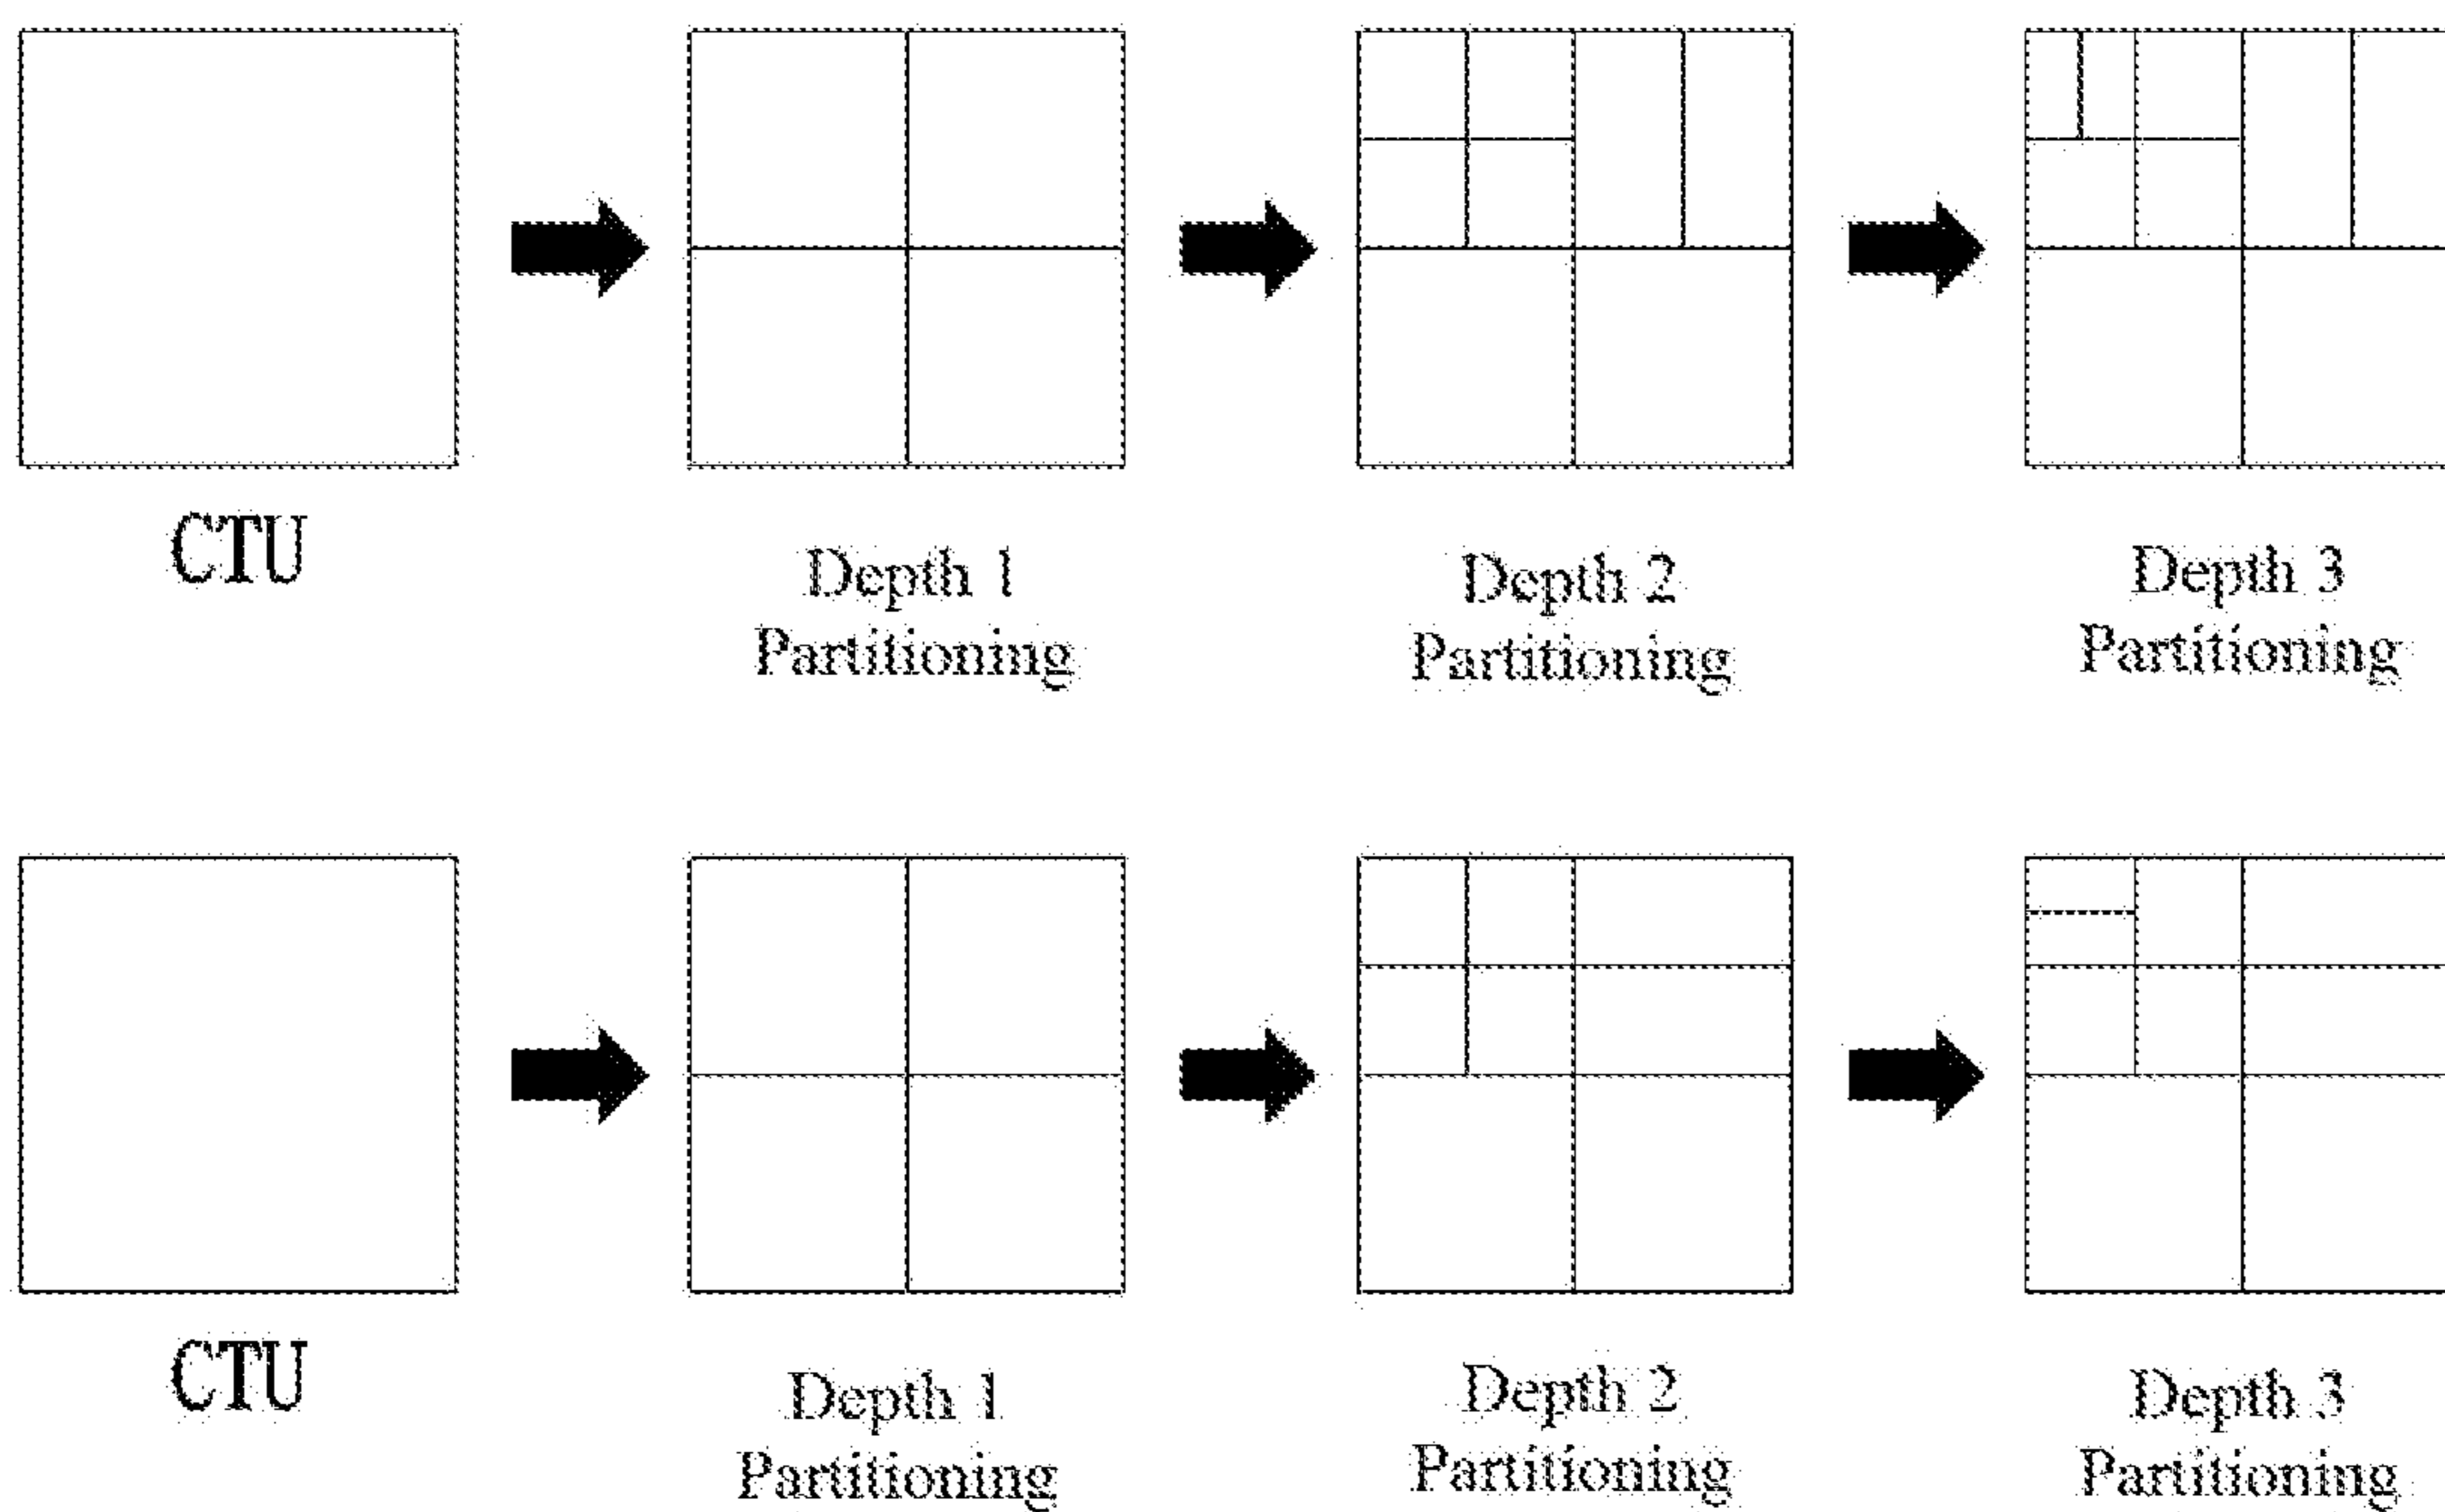 CTU
Depth 1
Partitioning
Depth 2
Partitioning
Depth 3
Partitioning
CTU
Depth 1
Partitioning
Depth 2
Partitioning
Depth 3
Partitioning